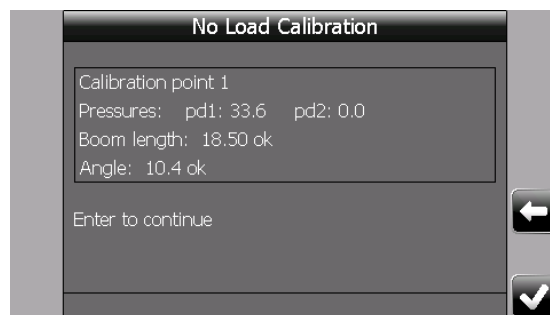 No Load Calibration
Calibration point 1
Pressures: pd1: 33.6 pd2: 0.0
Boom length: 18.50 ok
Angle: 10.4 ok
Enter to continue